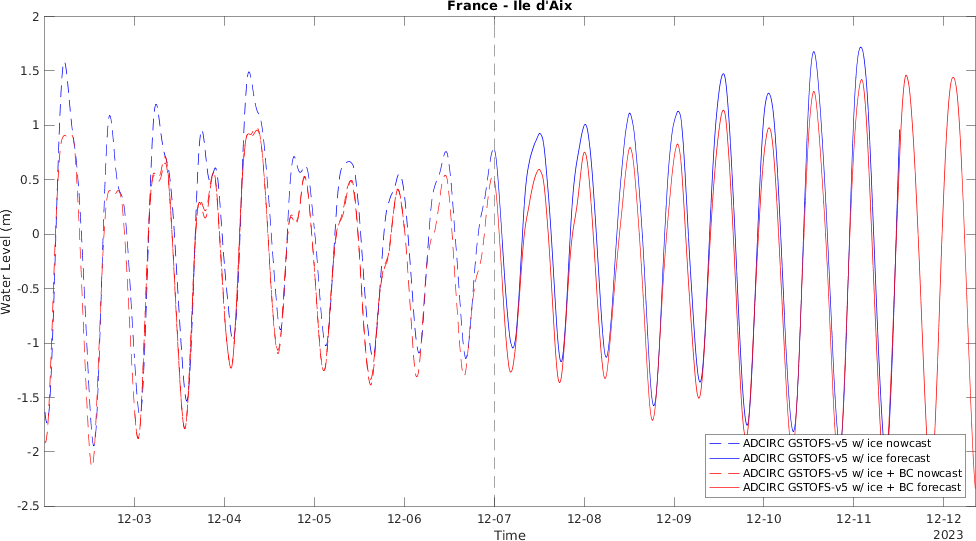 France - Ile d'Aix
Water Level (m)
2
1.5
1
0.5
0
-0.5
-1
-1.5
-2
-2.5
12-03 12-04 12-05 12-06 12-07 12-08 12-09 12-10 12-11 12-12
2023
Time
ADCIRC GSTOFS-v5 w/ ice nowcast
ADCIRC GSTOFS-v5 w/ ice forecast
ADCIRC GSTOFS-v5 w/ ice + BC nowcast
ADCIRC GSTOFS-v5 w/ ice + BC forecast